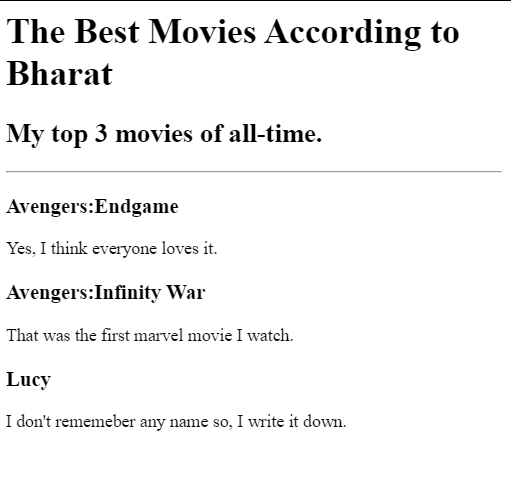 The Best Movies According to
Bharat
My top 3 movies of all-time.
Avengers:Endgame
Yes, I think everyone loves it.
Avengers:Infinity War
That was the first marvel movie I watch.
Lucy
I don't rememeber any name so, I write it down.